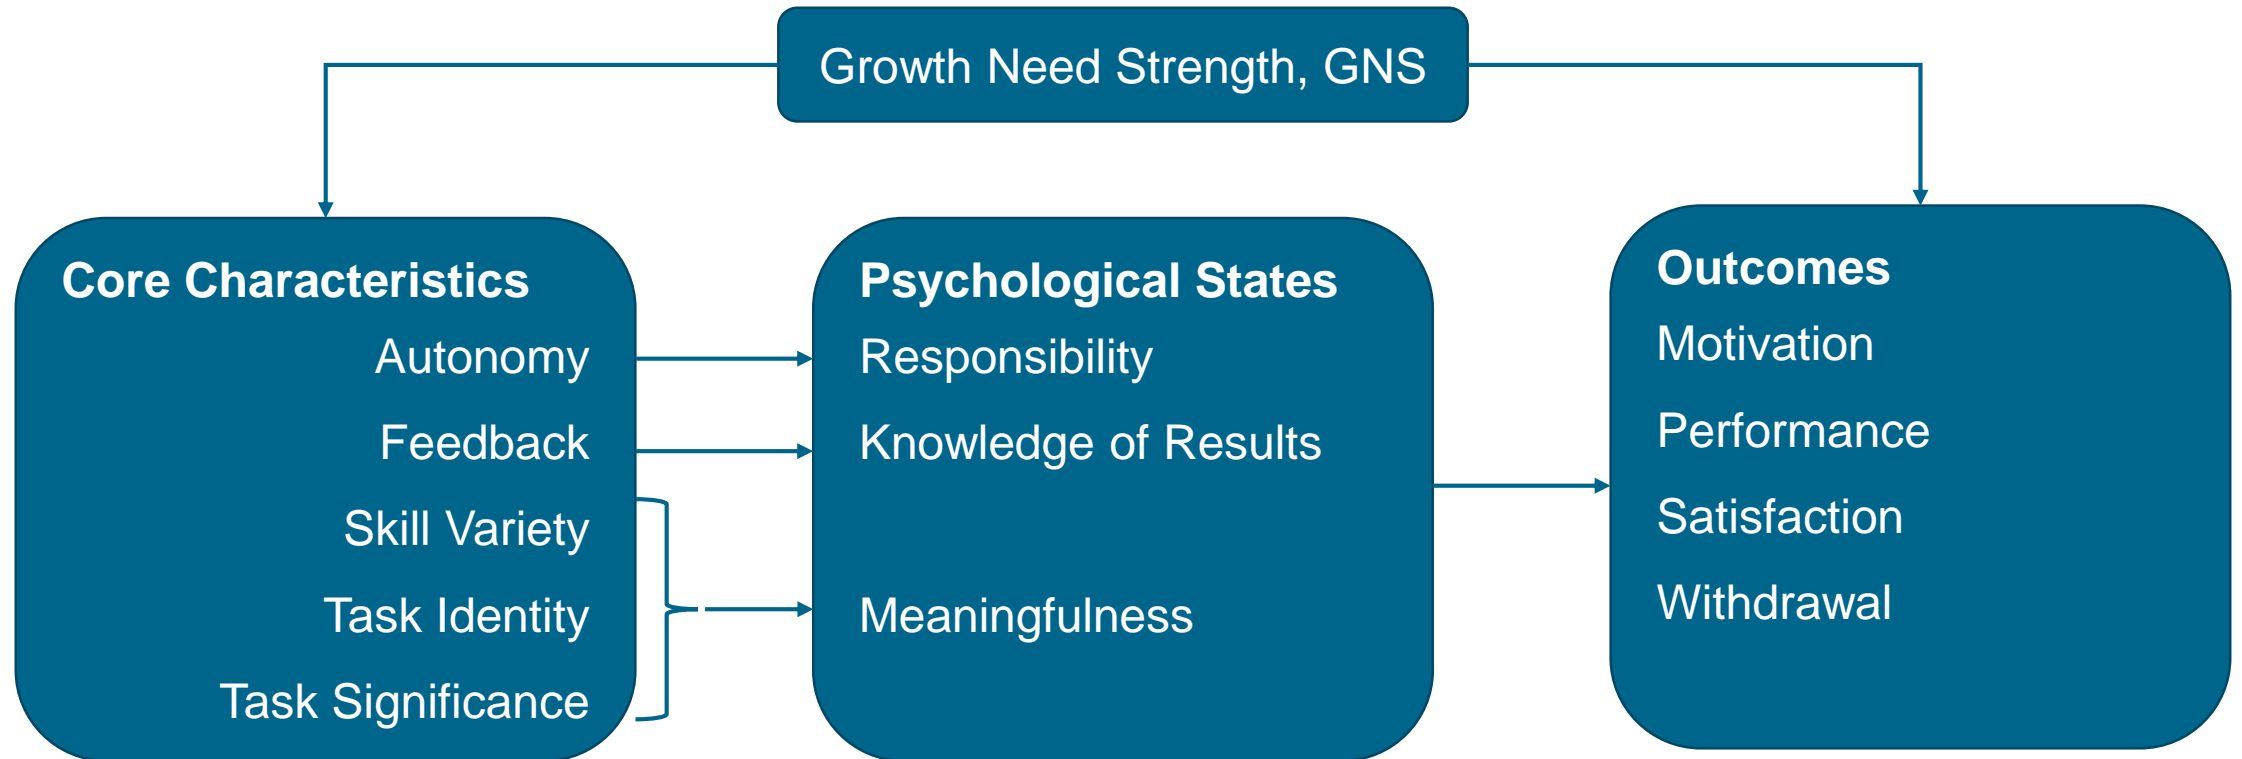 Growth Need Strength, GNS
Core Characteristics
Autonomy
Feedback
Skill Variety
Task Identity
Task Significance
Psychological States
Responsibility
Knowledge of Results
Meaningfulness
Outcomes
Motivation
Performance
Satisfaction
Withdrawal